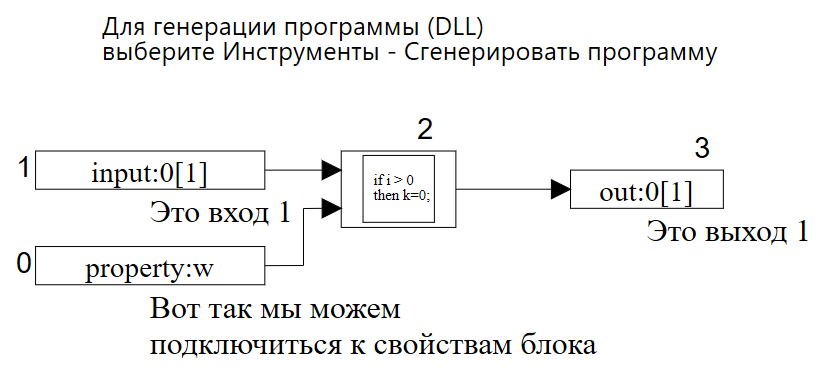 Для генерации программы (DLL)
выберите Инструменты - Сгенерировать программу
2
3
1
input:0[1]
if i > 0
then k=0;
out:0[1]
Это вход 1
Это выход 1
0
property:w
Вот так мы можем
подключиться к свойствам блока